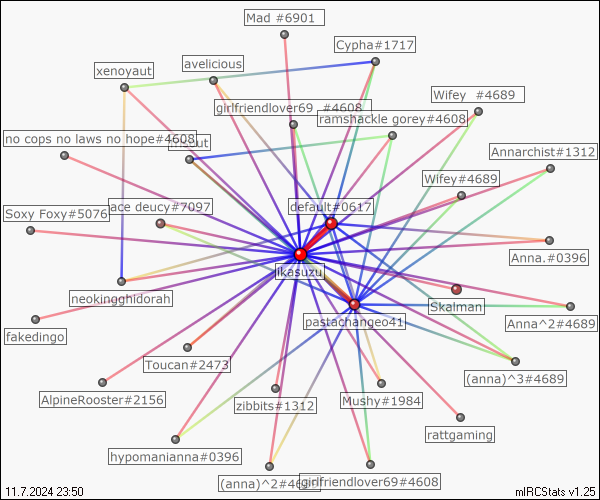 Mad #6901
Cypha#1717
avelicious
xenoyaut
girlfriendlover69 #4608
Wifey #4689
ramshackle gorey#4608
no cops no laws no hope#4608
Annarchist#1312
Wifey#4689
ace deucy#7097
default#0617
Soxy Foxy#5076
Anna.#0396
ikasuzu
neokingghidorah
Skalman
pastachangeo41
Anna^2#4689
fakedingo
Toucan#2473
(anna)^3#4689
AlpineRooster#2156
zibbits#1312
Mushy#1984
rattgaming
hypomanianna#0396
(anna)^2#4689
girlfriendlover69#4608
11.7.2024 23:50
mIRCStats v1.25